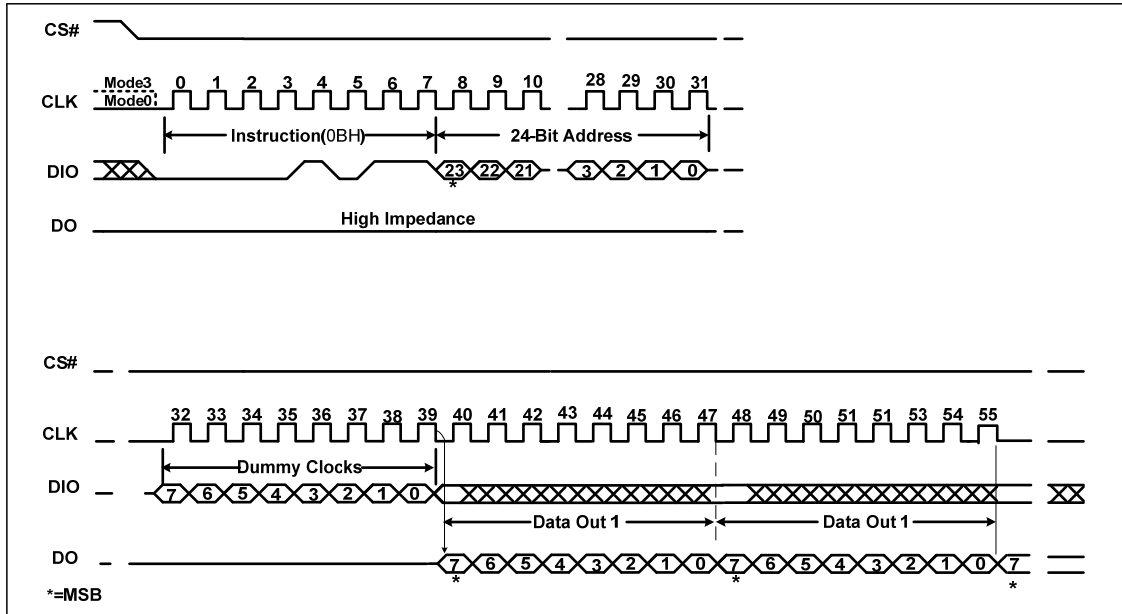 CS#
Mode3
Mode0
CLK
0 1 2 3 4 5 6 7 8 9 10 28 29 30 31
Instruction(0BH) 24-Bit Address
DIO
23 22 21 3 2 1 0
*
High Impedance
DO
CS#
32 33 34 35 36 37 38 39 40 41 42 43 44 45 46 47 48 49 50 51 51 53 54 55
CLK
Dummy Clocks
DIO
7 6 5 4 3 2 1 0
Data Out 1 Data Out 1
DO
7 6 5 4 3 2 1 0 7 6 5 4 3 2 1 0 7
* * *
*=MSB